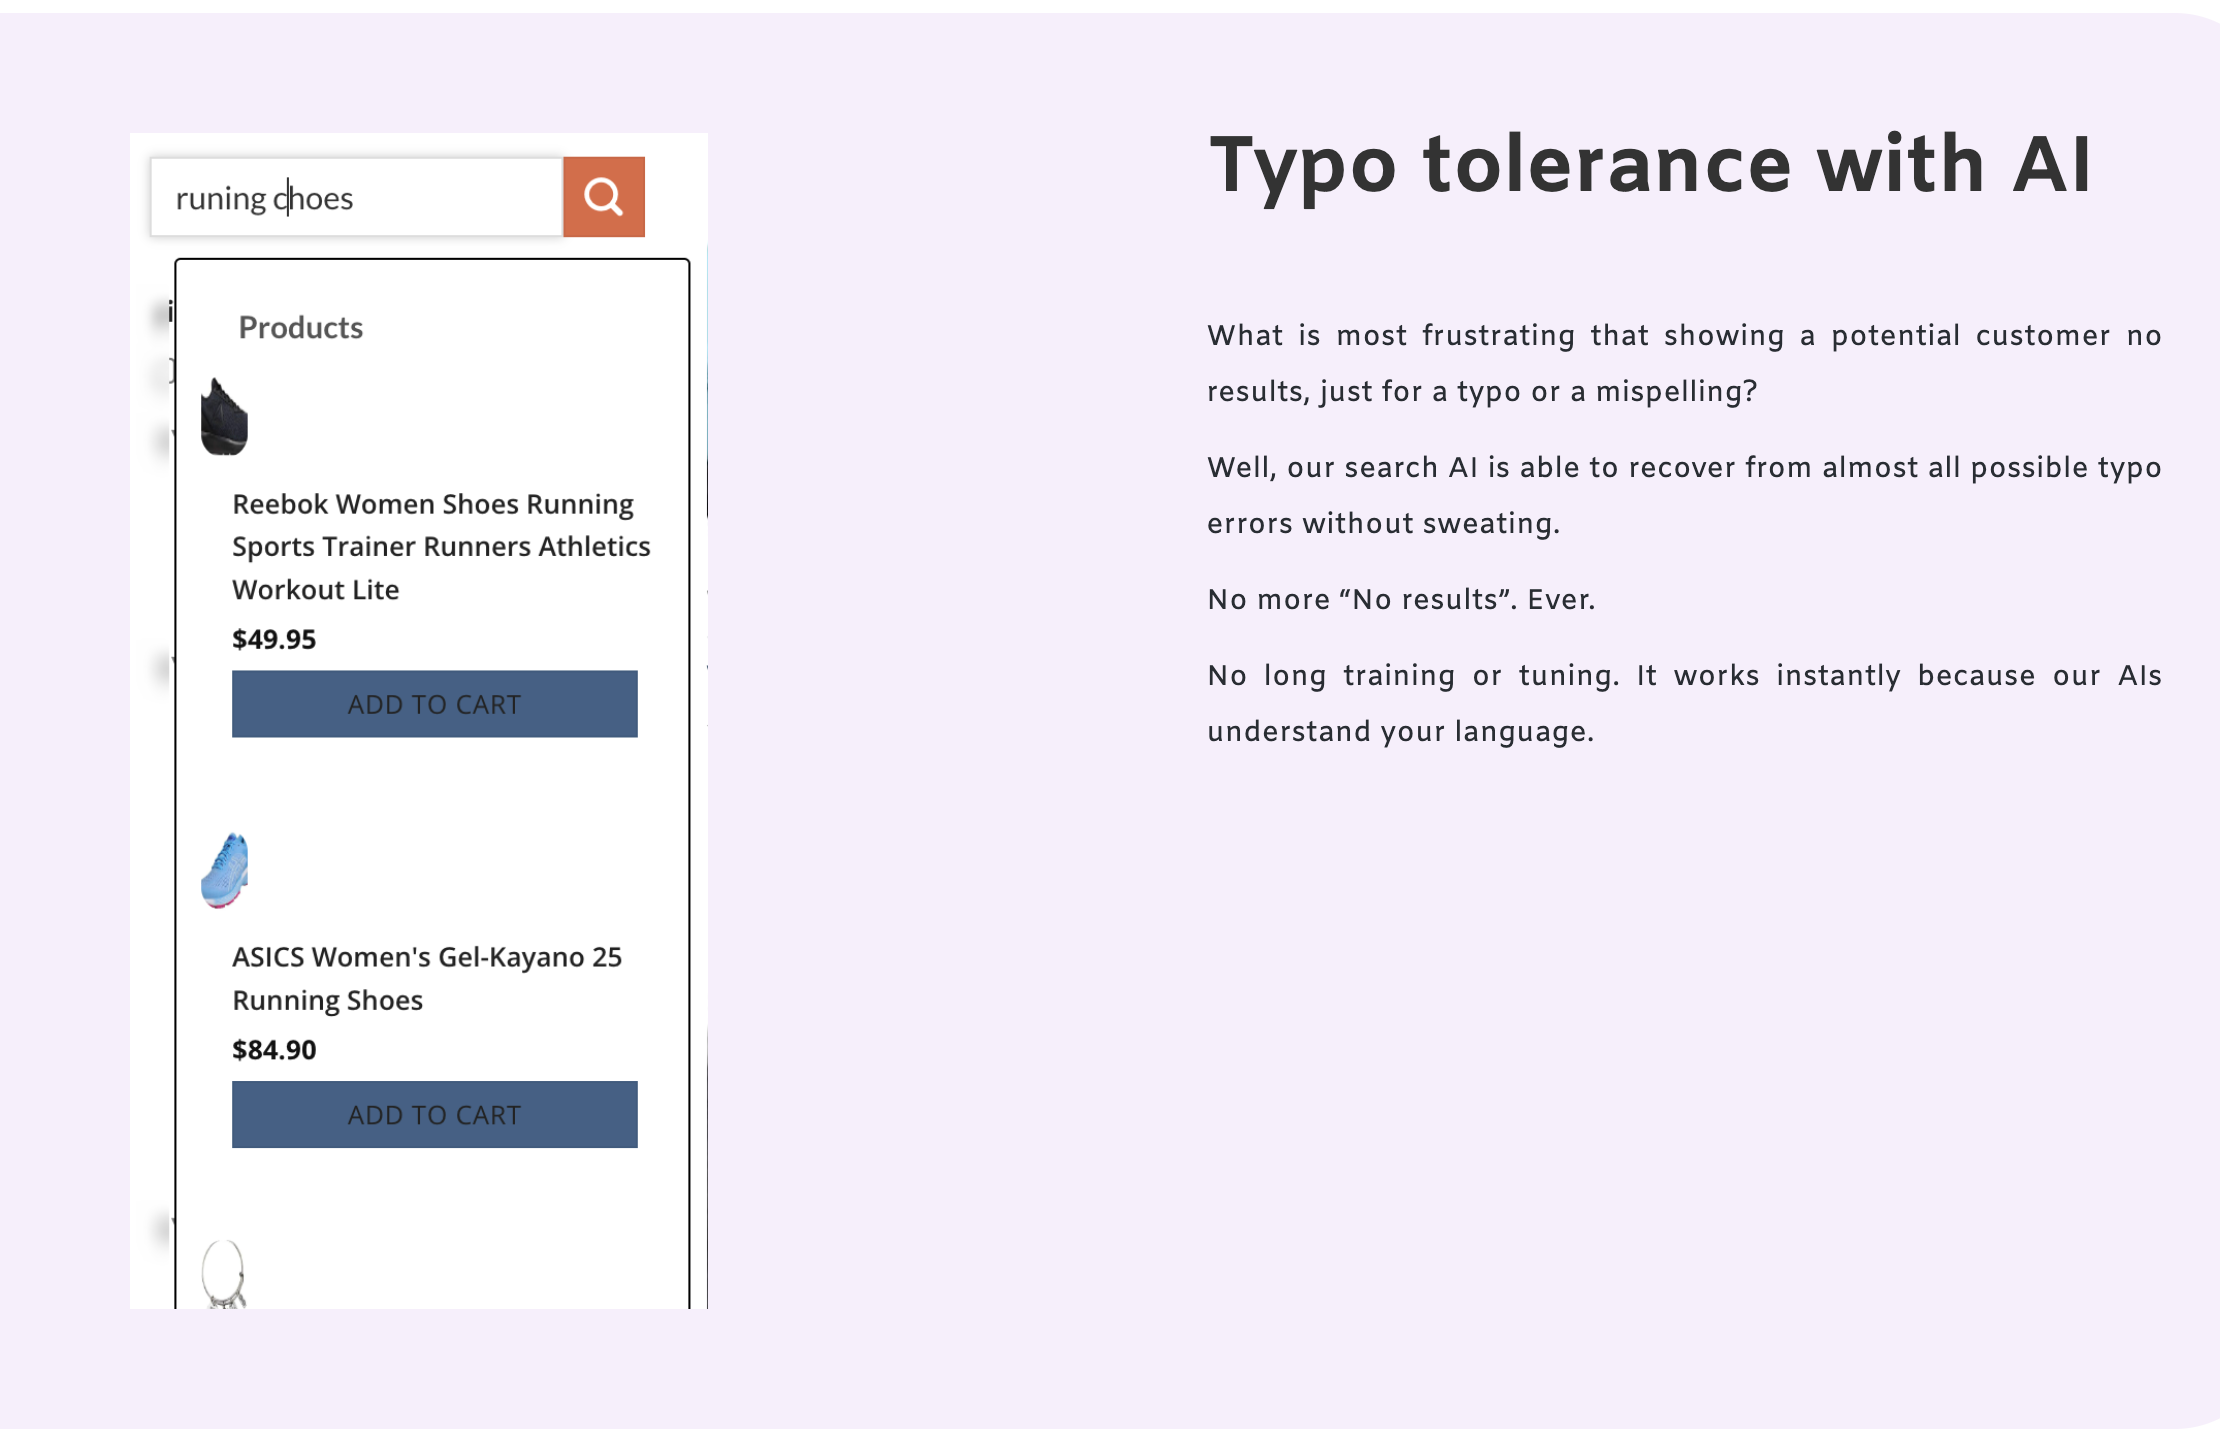 runing choes
Products
Reebok Women Shoes Running
Sports Trainer Runners Athletics
Workout Lite
$49.95
ADD TO CART
ASICS Women's Gel-Kayano 25
Running Shoes
$84.90
ADD TO CART
Typo tolerance with AI
What is most frustrating that showing a potential customer no
results, just for a typo or a mispelling?
Well, our search AI is able to recover from almost all possible typo
errors without sweating.
No more “No results”. Ever.
No long training or tuning. It works instantly because our AIs
understand your language.